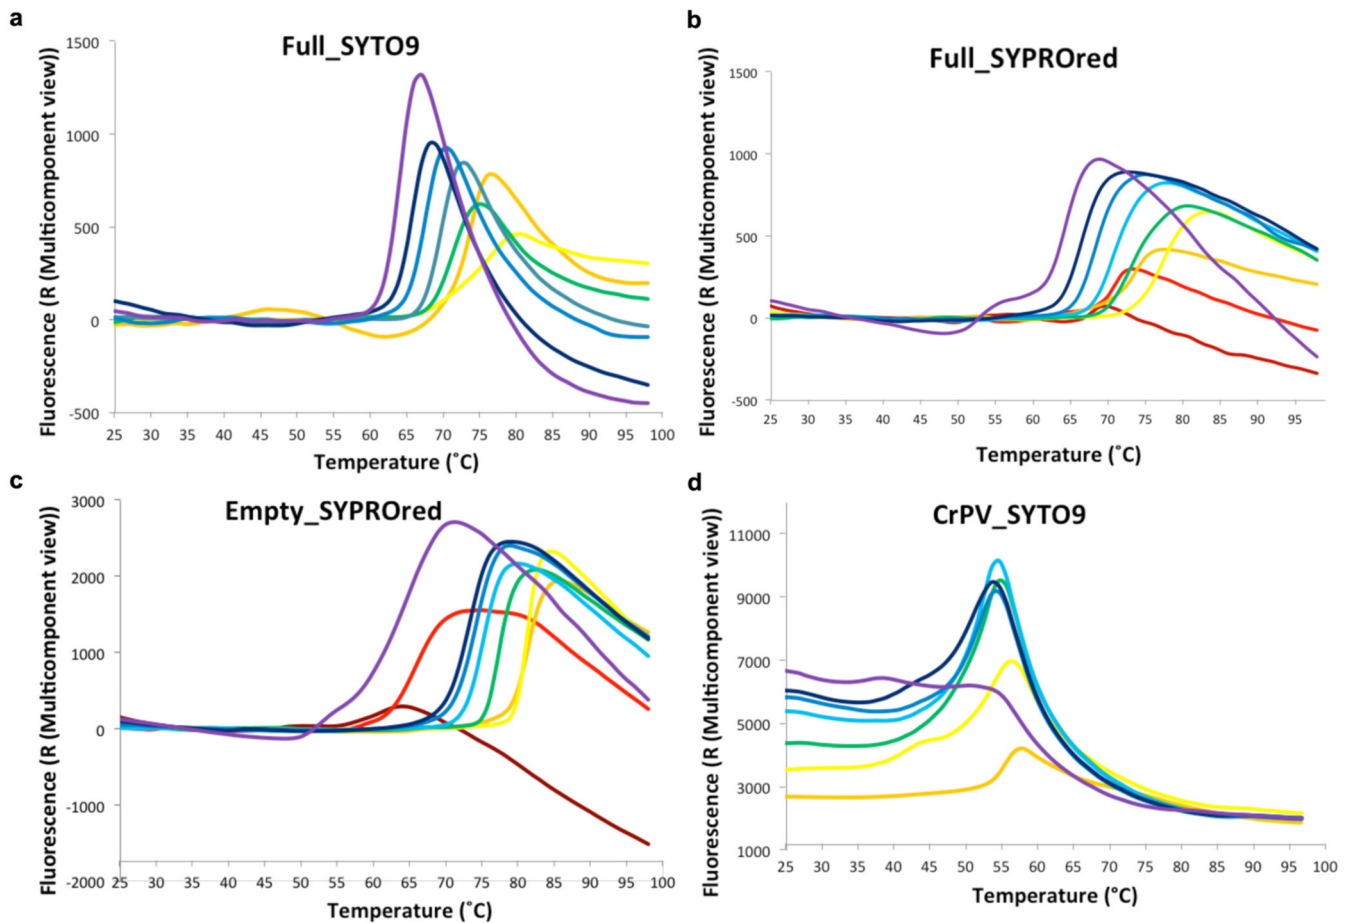 a
Full_SYTO9
Fluorescence (R (Multicomponent view))
1500
1000
500
0
-500
25 30 35 40 45 50 55 60 65 70 75 80 85 90 95 100
Temperature (˚C)
b
Full_SYPROred
Fluorescence (R (Multicomponent view))
1500
1000
500
0
-500
25 30 35 40 45 50 55 60 65 70 75 80 85 90 95
Temperature (˚C)
c
Empty_SYPROred
Fluorescence (R (Multicomponent view))
3000
2000
1000
0
-1000
-2000
25 30 35 40 45 50 55 60 65 70 75 80 85 90 95 100
Temperature (˚C)
d
CrPV_SYTO9
Fluorescence (R (Multicomponent view))
11000
9000
7000
5000
3000
1000
25 30 35 40 45 50 55 60 65 70 75 80 85 90 95 100
Temperature (°C)